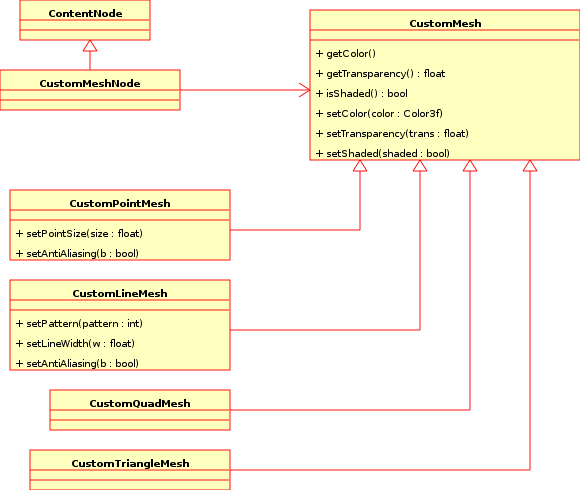 ContentNode
CustomMeshNode
CustomMesh
+ getColor()
+ getTransparency() : float
+ isShaded() : bool
+ setColor(color : Color3f)
+ setTransparency(trans : float)
+ setShaded(shaded : bool)
CustomPointMesh
+ setPointSize(size : float)
+ setAntiAliasing(b : bool)
CustomLineMesh
+ setPattern(pattern : int)
+ setLineWidth(w : float)
+ setAntiAliasing(b : bool)
CustomQuadMesh
CustomTriangleMesh